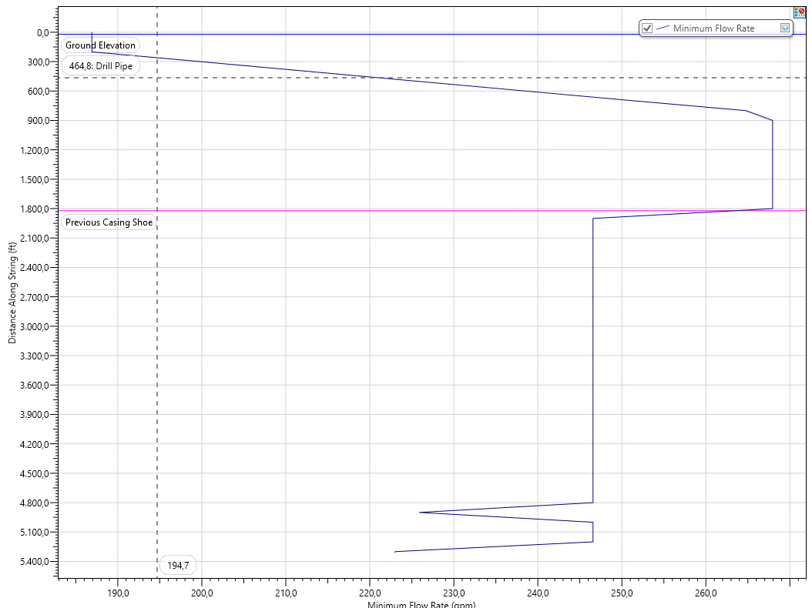 Minimum Flow Rate
0,0
Ground Elevation
464,8: Drill Pipe
300,0
600,0
900,0
1.200,0
1.500,0
1.800,0
Previous Casing Shoe
2.100,0
2.400,0
2.700,0
3.000,0
3.300,0
3.600,0
3.900,0
4.200,0
4.500,0
4.800,0
5.100,0
5.400,0
Distance Along String (ft)
194,7
190,0 200,0 210,0 220,0 230,0 240,0 250,0 260,0
Minimum Flow Rate (gpm)